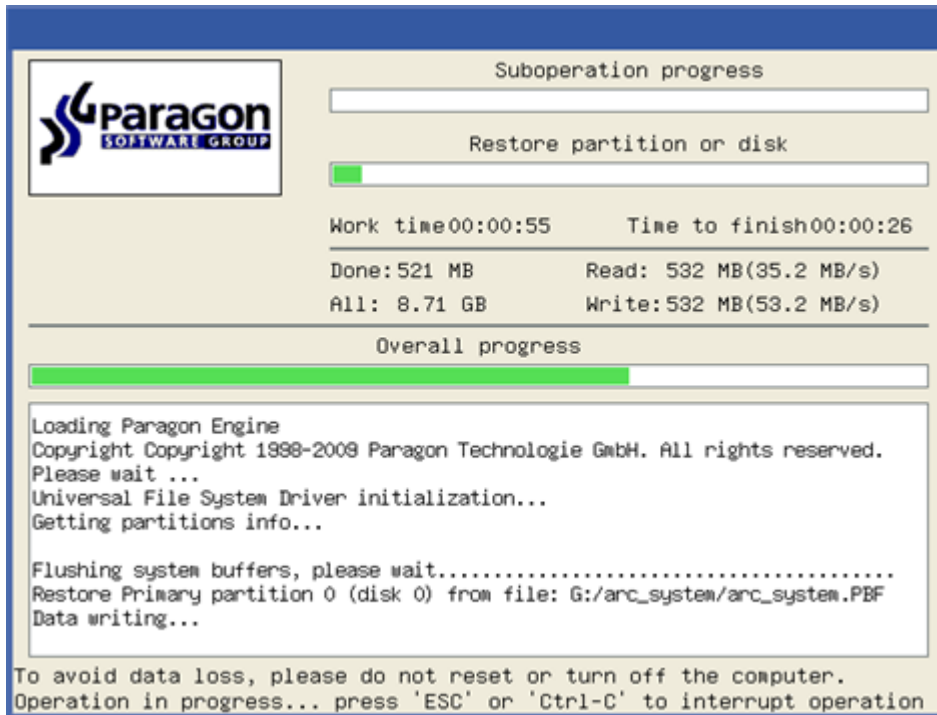 Paragon
SOFTWARE GROUP
Suboperation progress
Restore partition or disk
Work time00:00:55 Time to finish00:00:26
Done:521 MB Read: 532 MB(35.2 MB/s)
All: 8.71 GB Write:532 MB(53.2 MB/s)
Overall progress
Loading Paragon Engine
Copyright Copyright 1998-2009 Paragon Technologie GmbH. All rights reserved.
Please wait ...
Universal File System Driver initialization...
Getting partitions info...
Flushing system buffers, please wait........................................
Restore Primary partition 0 (disk 0) from file: G:/arc_system/arc_system.PBF
Data writing...
To avoid data loss, please do not reset or turn off the computer.
Operation in progress... press 'ESC' or 'Ctrl-C' to interrupt operation